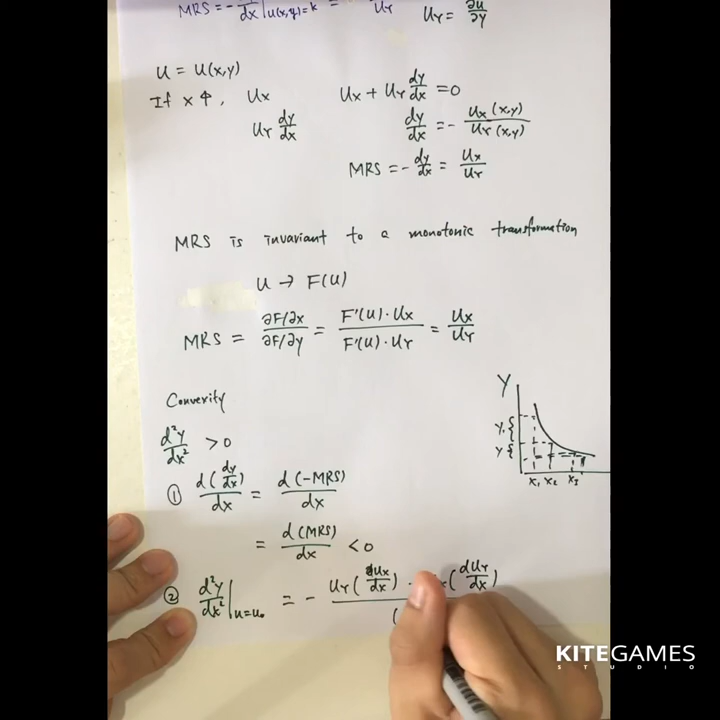 MRS = - —/dx |u(x,y)=k = —/Uy    Uy = ∂u/∂y
U = U(x,y)
If x↑, Ux    Ux + Uy dy/dx = 0
Uy dy/dx    dy/dx = - Ux (x,y)/Uy (x,y)
MRS = - dy/dx = Ux/Uy
MRS is invariant to a monotonic transformation
U → F(U)
MRS = ∂F/∂x / ∂F/∂y = F'(U)·Ux / F'(U)·Uy = Ux/Uy
Converity
d²y/dx² > 0
① d(dy/dx)/dx = d(-MRS)/dx
= d(MRS)/dx < 0
② d²y/dx² |u=u₀ = - Uy(dUx/dx) · (dUy/dx)
Y
Y₁
Y
X₁ X₂ X₃
KITEGAMES
STUDIO